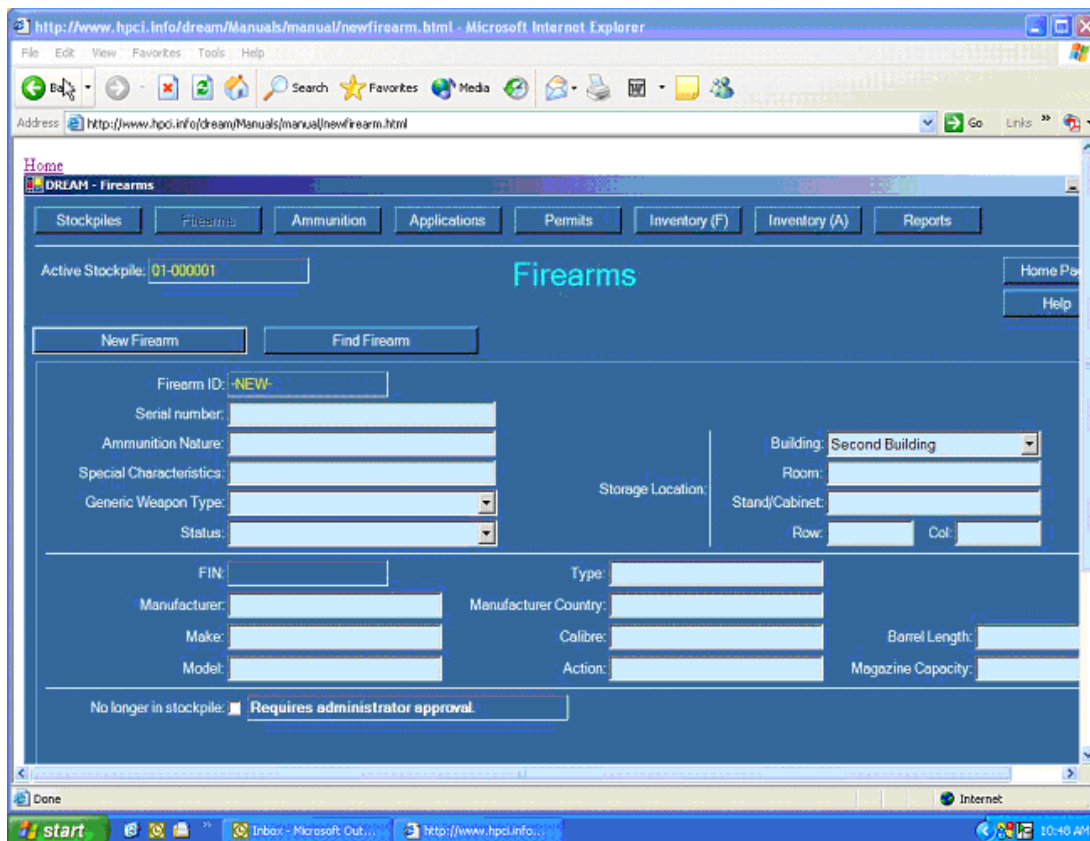 http://www.hpci.info/dream/Manuals/manual/newfirearm.html - Microsoft Internet Explorer
File Edit View Favorites Tools Help
Back Search Favorites Media
Address http://www.hpci.info/dream/Manuals/manual/newfirearm.html Go Links »
Home
DREAM - Firearms
Stockpiles Firearms Ammunition Applications Permits Inventory (F) Inventory (A) Reports
Active Stockpile: 01-000001
Firearms
Home Pa
Help
New Firearm Find Firearm
Firearm ID: -NEW-
Serial number:
Ammunition Nature:
Special Characteristics:
Generic Weapon Type:
Status:
Storage Location:
Building: Second Building
Room:
Stand/Cabinet:
Row: Col:
FIN: Type:
Manufacturer: Manufacturer Country:
Make: Calibre: Barrel Length:
Model: Action: Magazine Capacity:
No longer in stockpile: Requires administrator approval.
Done Internet
start » Inbox - Microsoft Out... http://www.hpci.info... 10:48 AM